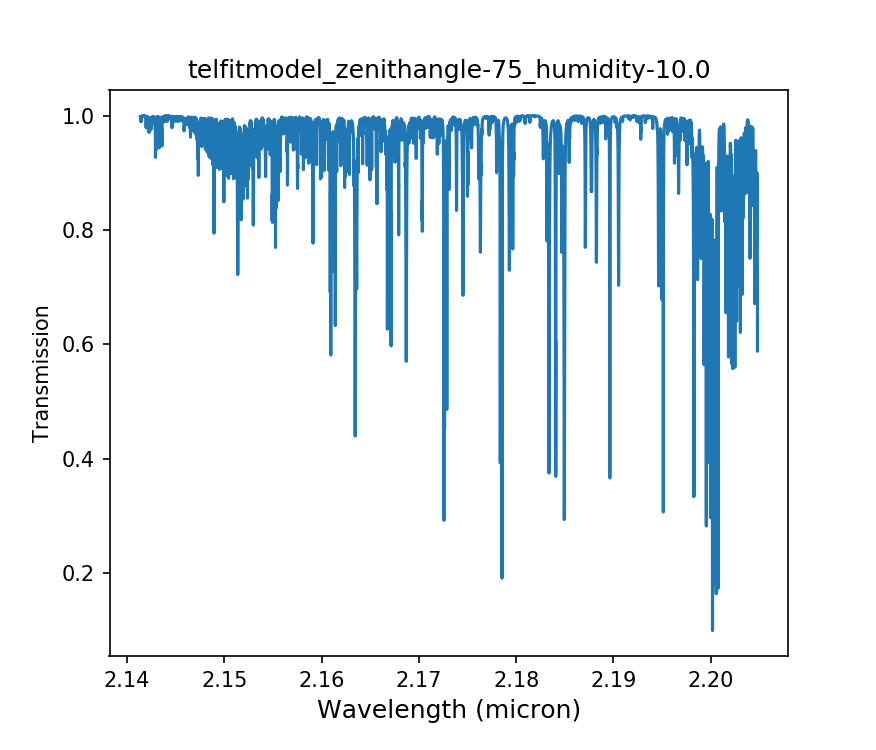 telfitmodel_zenithangle-75_humidity-10.0
1.0
0.8
0.6
0.4
0.2
Transmission
2.14 2.15 2.16 2.17 2.18 2.19 2.20
Wavelength (micron)